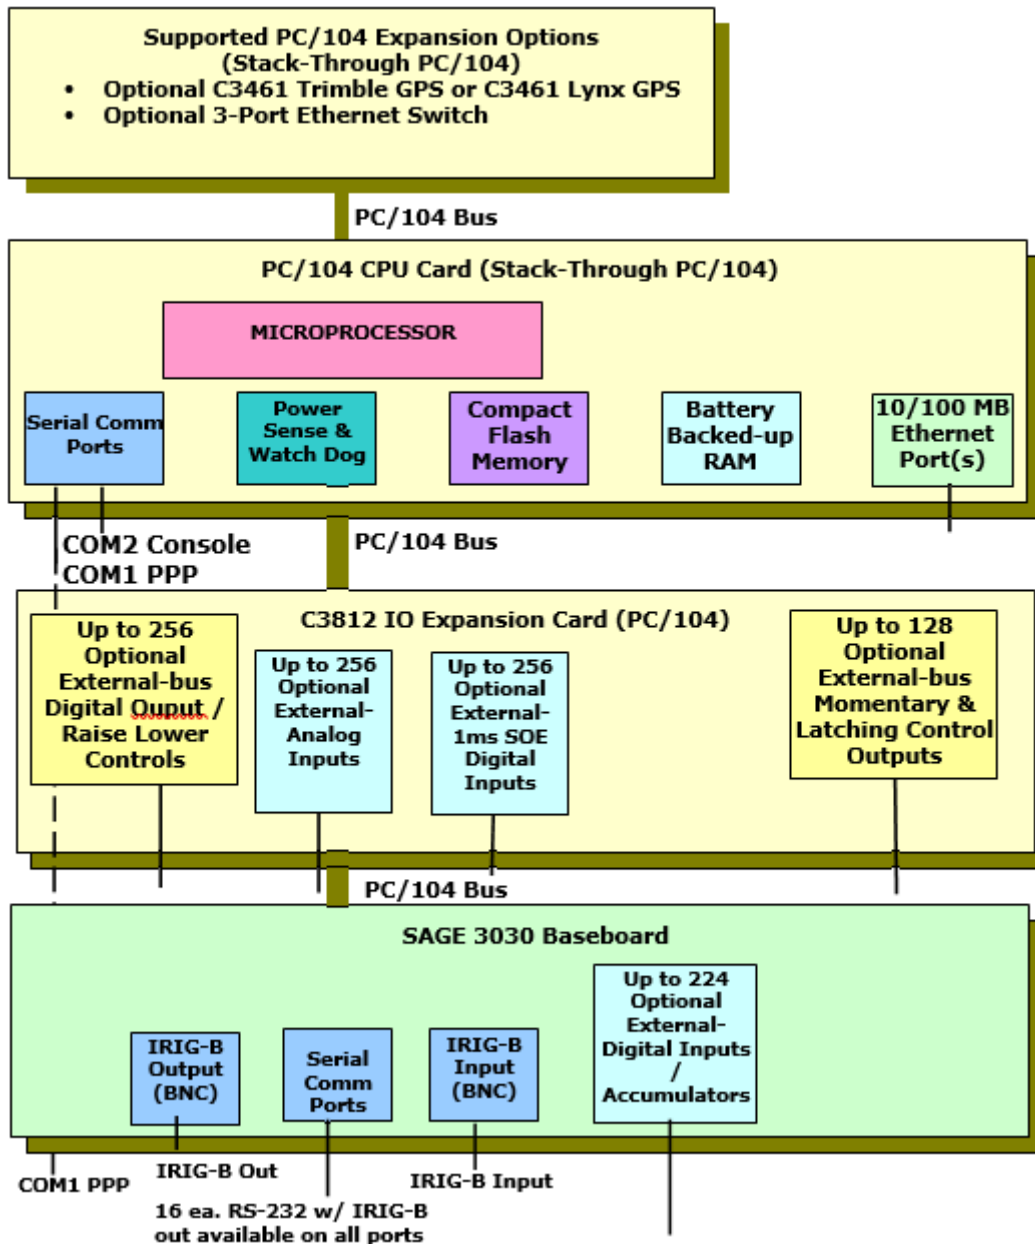 Supported PC/104 Expansion Options
(Stack-Through PC/104)
• Optional C3461 Trimble GPS or C3461 Lynx GPS
• Optional 3-Port Ethernet Switch
PC/104 Bus
PC/104 CPU Card (Stack-Through PC/104)
MICROPROCESSOR
Serial Comm
Ports
Power
Sense &
Watch Dog
Compact
Flash
Memory
Battery
Backed-up
RAM
10/100 MB
Ethernet
Port(s)
COM2 Console
COM1 PPP
PC/104 Bus
C3812 IO Expansion Card (PC/104)
Up to 256
Optional
External-bus
Digital Ouput /
Raise Lower
Controls
Up to 256
Optional
External-
Analog
Inputs
Up to 256
Optional
External-
1ms SOE
Digital
Inputs
Up to 128
Optional
External-bus
Momentary &
Latching Control
Outputs
PC/104 Bus
SAGE 3030 Baseboard
IRIG-B
Output
(BNC)
Serial
Comm
Ports
IRIG-B
Input
(BNC)
Up to 224
Optional
External-
Digital Inputs
/
Accumulators
COM1 PPP
IRIG-B Out
IRIG-B Input
16 ea. RS-232 w/ IRIG-B
out available on all ports